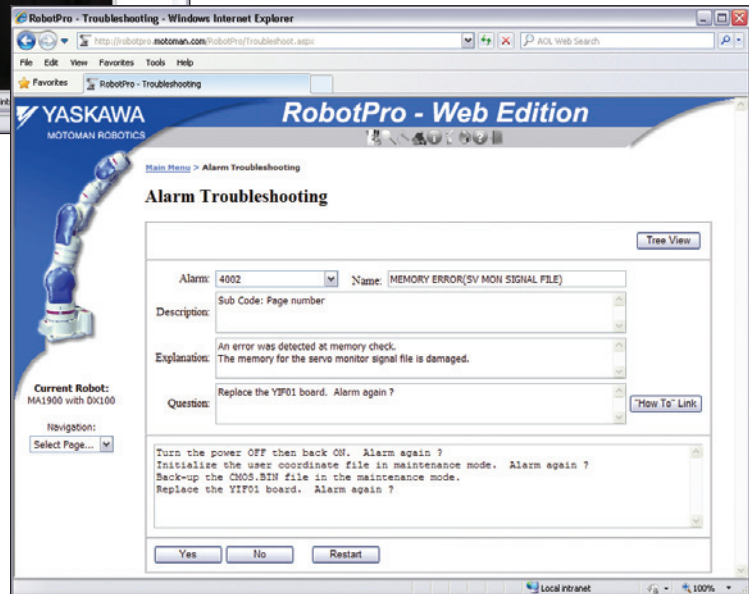 RobotPro - Troubleshooting - Windows Internet Explorer
http://robotpro.motoman.com/RobotPro/Troubleshoot.aspx
AOL Web Search
File Edit View Favorites Tools Help
Favorites
RobotPro - Troubleshooting
YASKAWA
MOTOMAN ROBOTICS
RobotPro - Web Edition
Main Menu > Alarm Troubleshooting
Alarm Troubleshooting
Tree View
Alarm: 4002
Name: MEMORY ERROR(SV MON SIGNAL FILE)
Description: Sub Code: Page number
Explanation: An error was detected at memory check.
The memory for the servo monitor signal file is damaged.
Question: Replace the YIF01 board. Alarm again ?
"How To" Link
Current Robot:
MA1900 with DX100
Navigation:
Select Page...
Turn the power OFF then back ON. Alarm again ?
Initialize the user coordinate file in maintenance mode. Alarm again ?
Back-up the CMOS.BIN file in the maintenance mode.
Replace the YIF01 board. Alarm again ?
Yes No Restart
Local intranet
100%